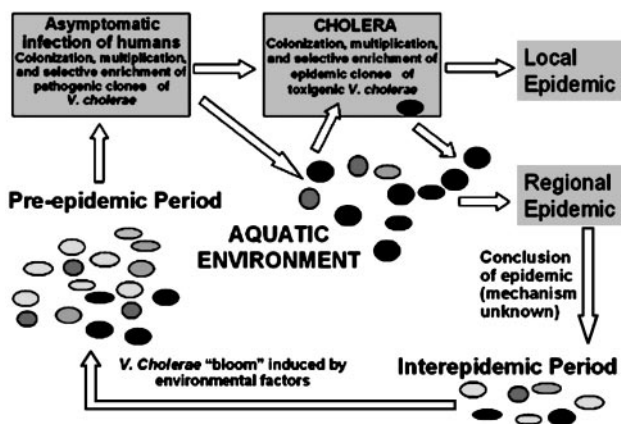 Asymptomatic
infection of humans
Colonization, multiplication,
and selective enrichment of
pathogenic clones of
V. cholerae
CHOLERA
Colonization, multiplication,
and selective enrichment of
epidemic clones of
toxigenic V. cholerae
Local
Epidemic
Pre-epidemic Period
AQUATIC
ENVIRONMENT
Regional
Epidemic
Conclusion
of epidemic
(mechanism
unknown)
V. Cholerae "bloom" induced by
environmental factors
Interepidemic Period